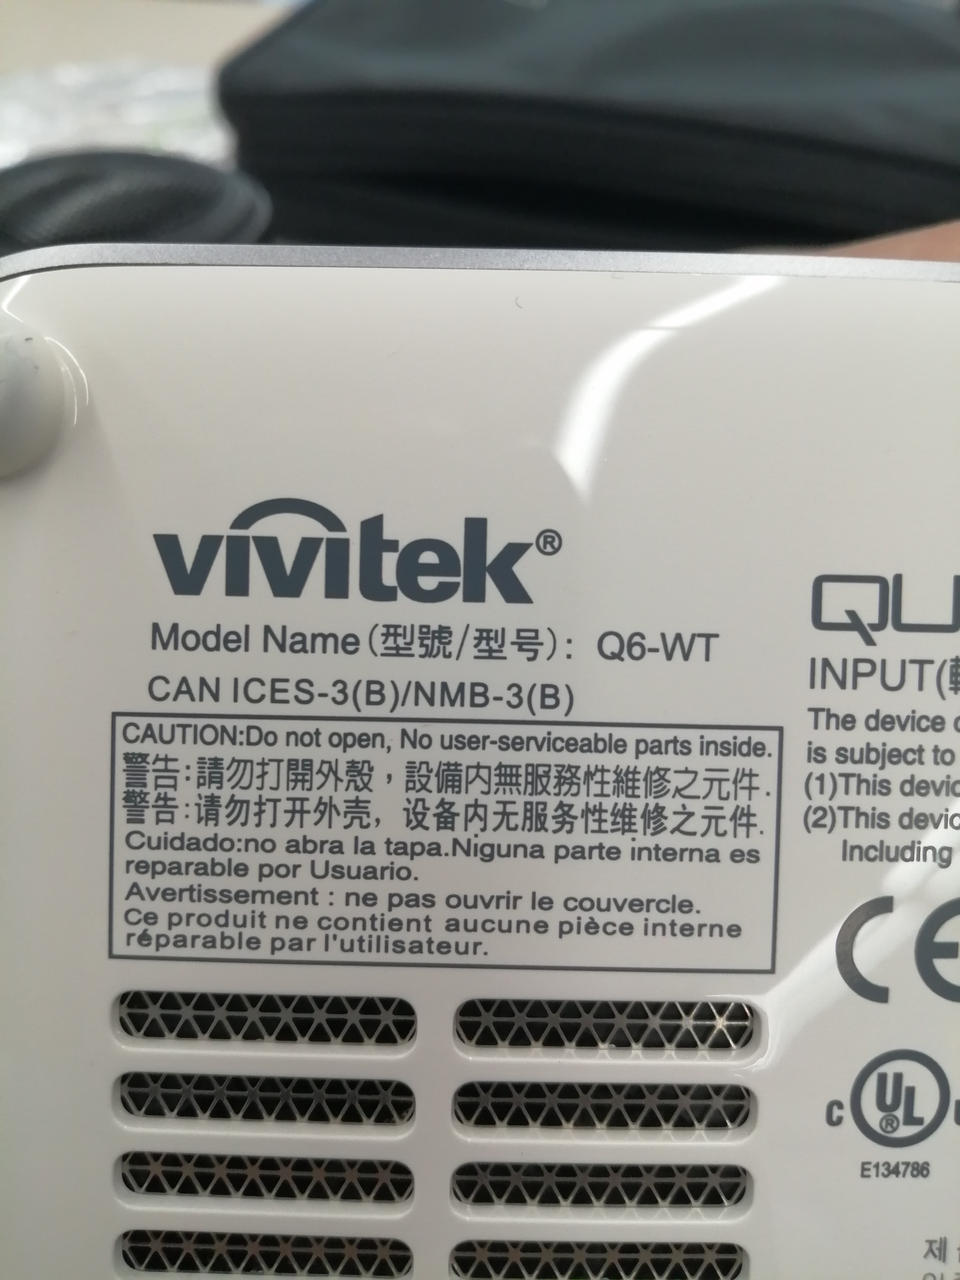 vivitek®
Model Name(型號/型号): Q6-WT
CAN ICES-3(B)/NMB-3(B)
CAUTION:Do not open, No user-serviceable parts inside.
警告:請勿打開外殼，設備内無服務性維修之元件.
警告:请勿打开外壳，设备内无服务性维修之元件.
Cuidado:no abra la tapa.Niguna parte interna es
reparable por Usuario.
Avertissement : ne pas ouvrir le couvercle.
Ce produit ne contient aucune pièce interne
réparable par l'utilisateur.
QU
INPUT(
The device
is subject to
(1)This
(2)This
Including
CE
C UL®
E134786
제